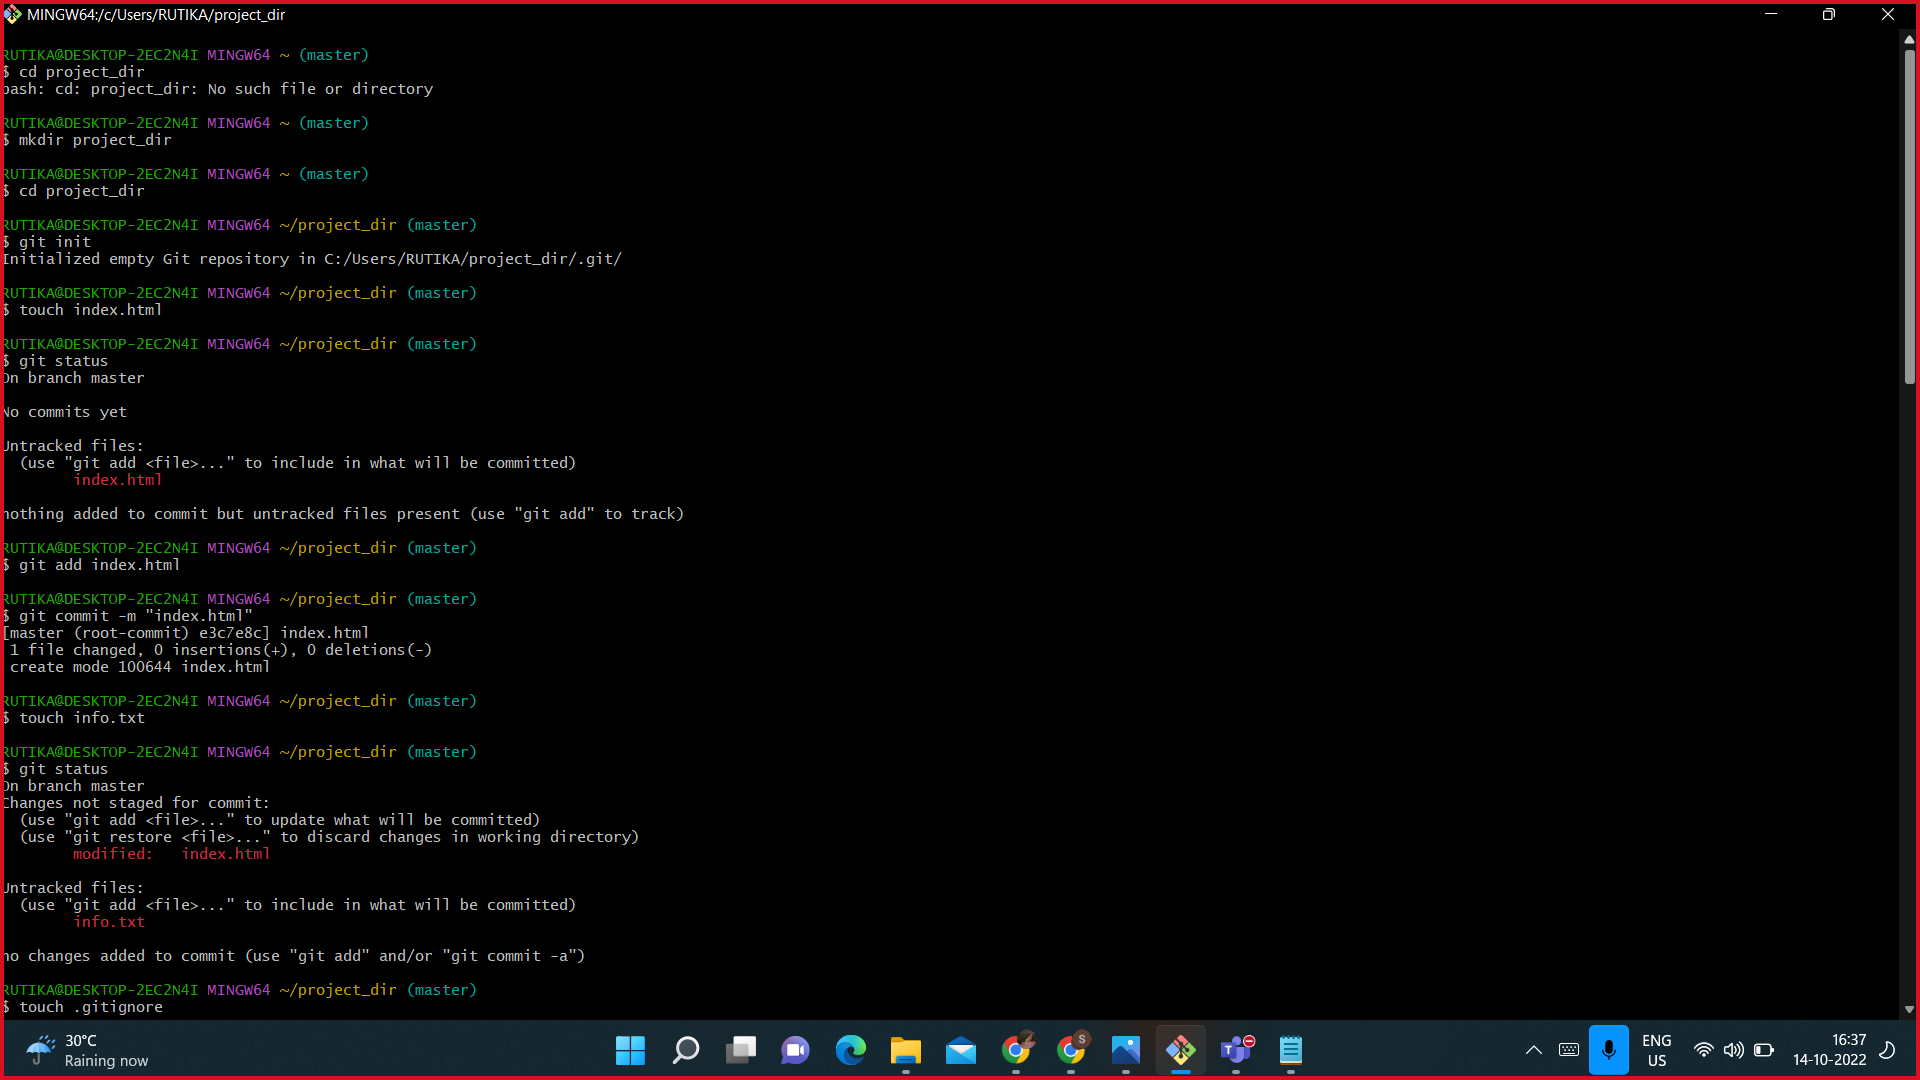 MINGW64:/c/Users/RUTIKA/project_dir
RUTIKA@DESKTOP-2EC2N4I MINGW64 ~ (master)
$ cd project_dir
bash: cd: project_dir: No such file or directory
RUTIKA@DESKTOP-2EC2N4I MINGW64 ~ (master)
$ mkdir project_dir
RUTIKA@DESKTOP-2EC2N4I MINGW64 ~ (master)
$ cd project_dir
RUTIKA@DESKTOP-2EC2N4I MINGW64 ~/project_dir (master)
$ git init
Initialized empty Git repository in C:/Users/RUTIKA/project_dir/.git/
RUTIKA@DESKTOP-2EC2N4I MINGW64 ~/project_dir (master)
$ touch index.html
RUTIKA@DESKTOP-2EC2N4I MINGW64 ~/project_dir (master)
$ git status
On branch master
No commits yet
Untracked files:
  (use "git add <file>..." to include in what will be committed)
        index.html
nothing added to commit but untracked files present (use "git add" to track)
RUTIKA@DESKTOP-2EC2N4I MINGW64 ~/project_dir (master)
$ git add index.html
RUTIKA@DESKTOP-2EC2N4I MINGW64 ~/project_dir (master)
$ git commit -m "index.html"
[master (root-commit) e3c7e8c] index.html
 1 file changed, 0 insertions(+), 0 deletions(-)
 create mode 100644 index.html
RUTIKA@DESKTOP-2EC2N4I MINGW64 ~/project_dir (master)
$ touch info.txt
RUTIKA@DESKTOP-2EC2N4I MINGW64 ~/project_dir (master)
$ git status
On branch master
Changes not staged for commit:
  (use "git add <file>..." to update what will be committed)
  (use "git restore <file>..." to discard changes in working directory)
        modified:   index.html
Untracked files:
  (use "git add <file>..." to include in what will be committed)
        info.txt
no changes added to commit (use "git add" and/or "git commit -a")
RUTIKA@DESKTOP-2EC2N4I MINGW64 ~/project_dir (master)
$ touch .gitignore
30°C
Raining now
S
T
ENG
US
16:37
14-10-2022